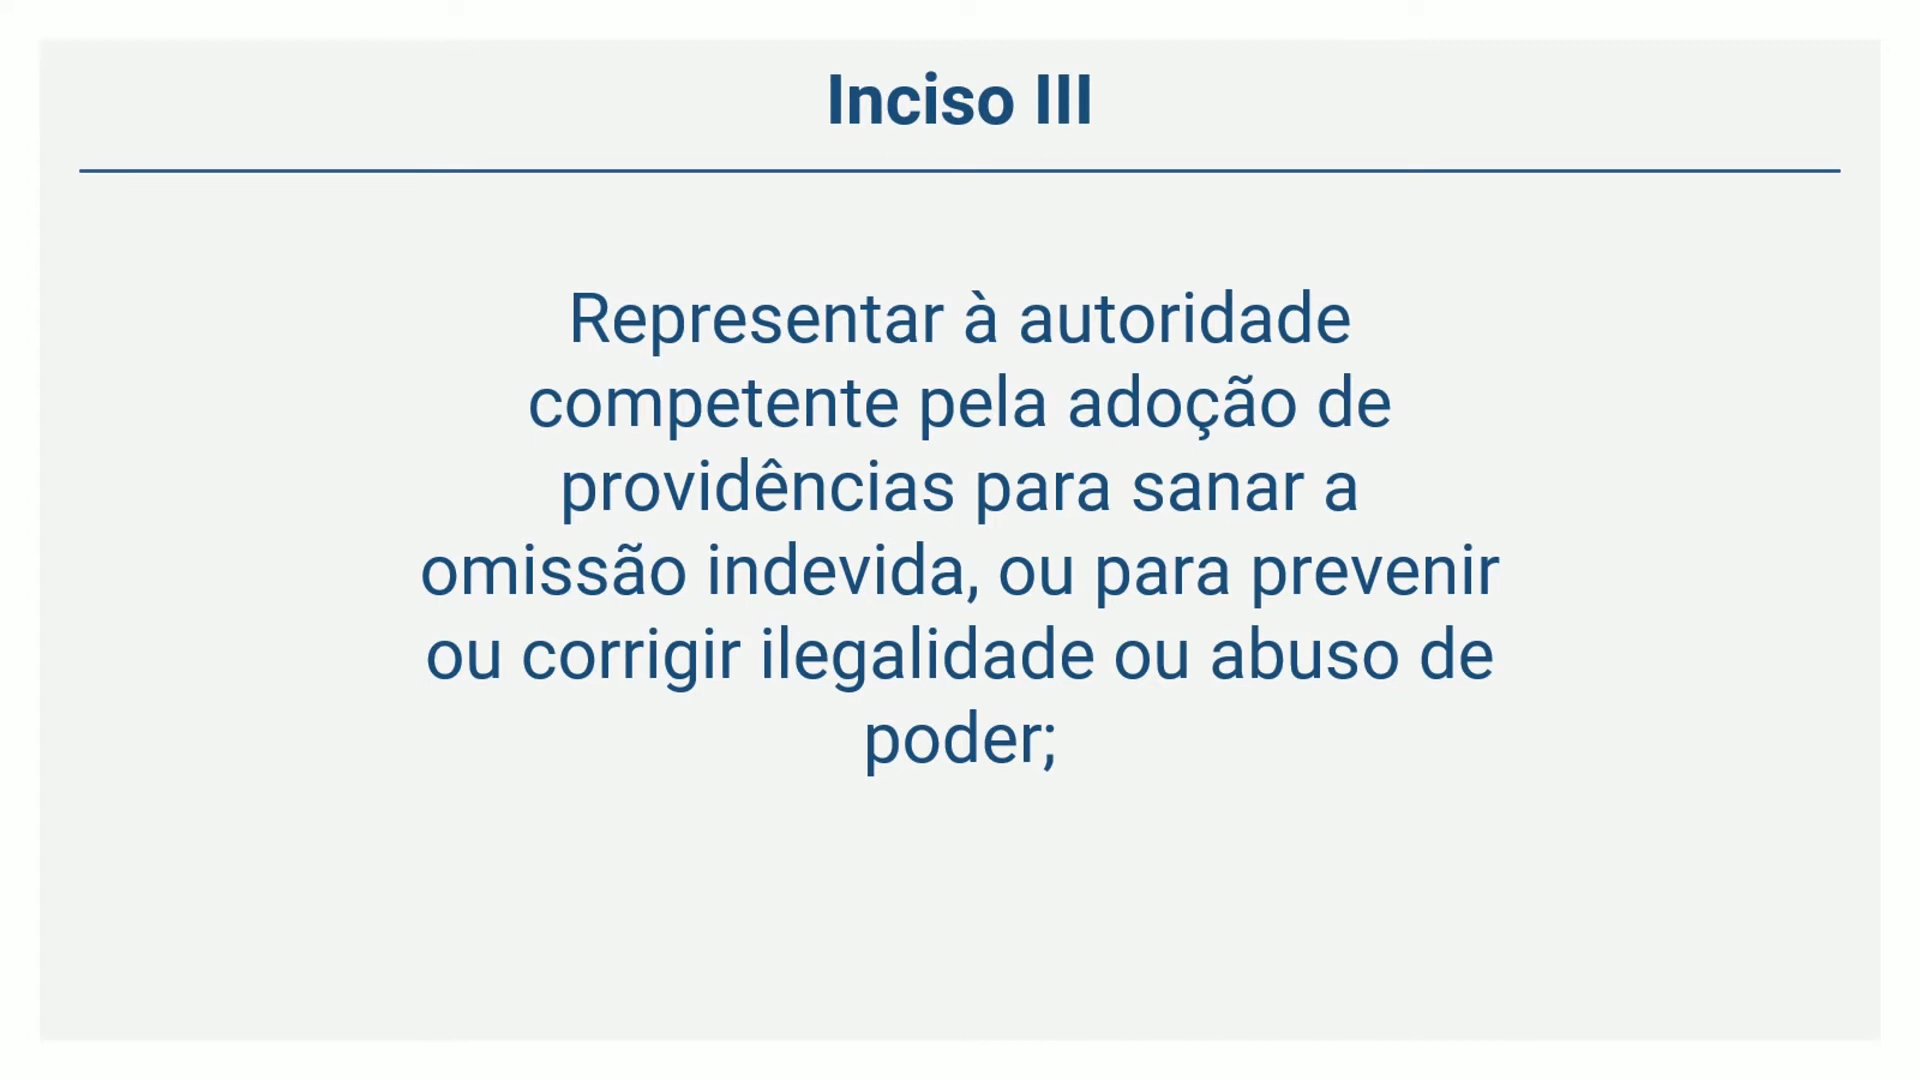 Inciso III
Representar à autoridade
competente pela adoção de
providências para sanar a
omissão indevida, ou para prevenir
ou corrigir ilegalidade ou abuso de
poder;